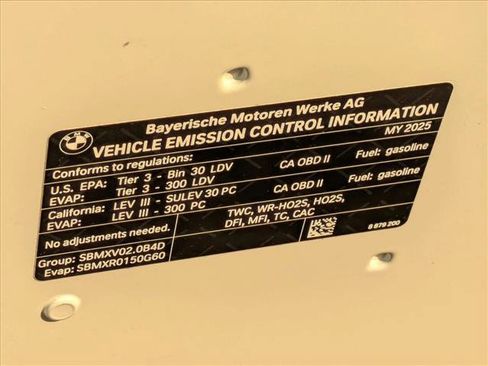 BMW
Bayerische Motoren Werke AG
VEHICLE EMISSION CONTROL INFORMATION
Conforms to regulations: MY 2025
U.S. EPA: Tier 3 - Bin 30 LDV CA OBD II Fuel: gasoline
EVAP: Tier 3 - 300 LDV
California: LEV III - SULEV 30 PC CA OBD II Fuel: gasoline
EVAP: LEV III - 300 PC
No adjustments needed. TWC, WR-HO2S, HO2S,
DFI, MFI, TC, CAC
Group: SBMXV02.0B4D 8 879 200
Evap: SBMXR0150G60